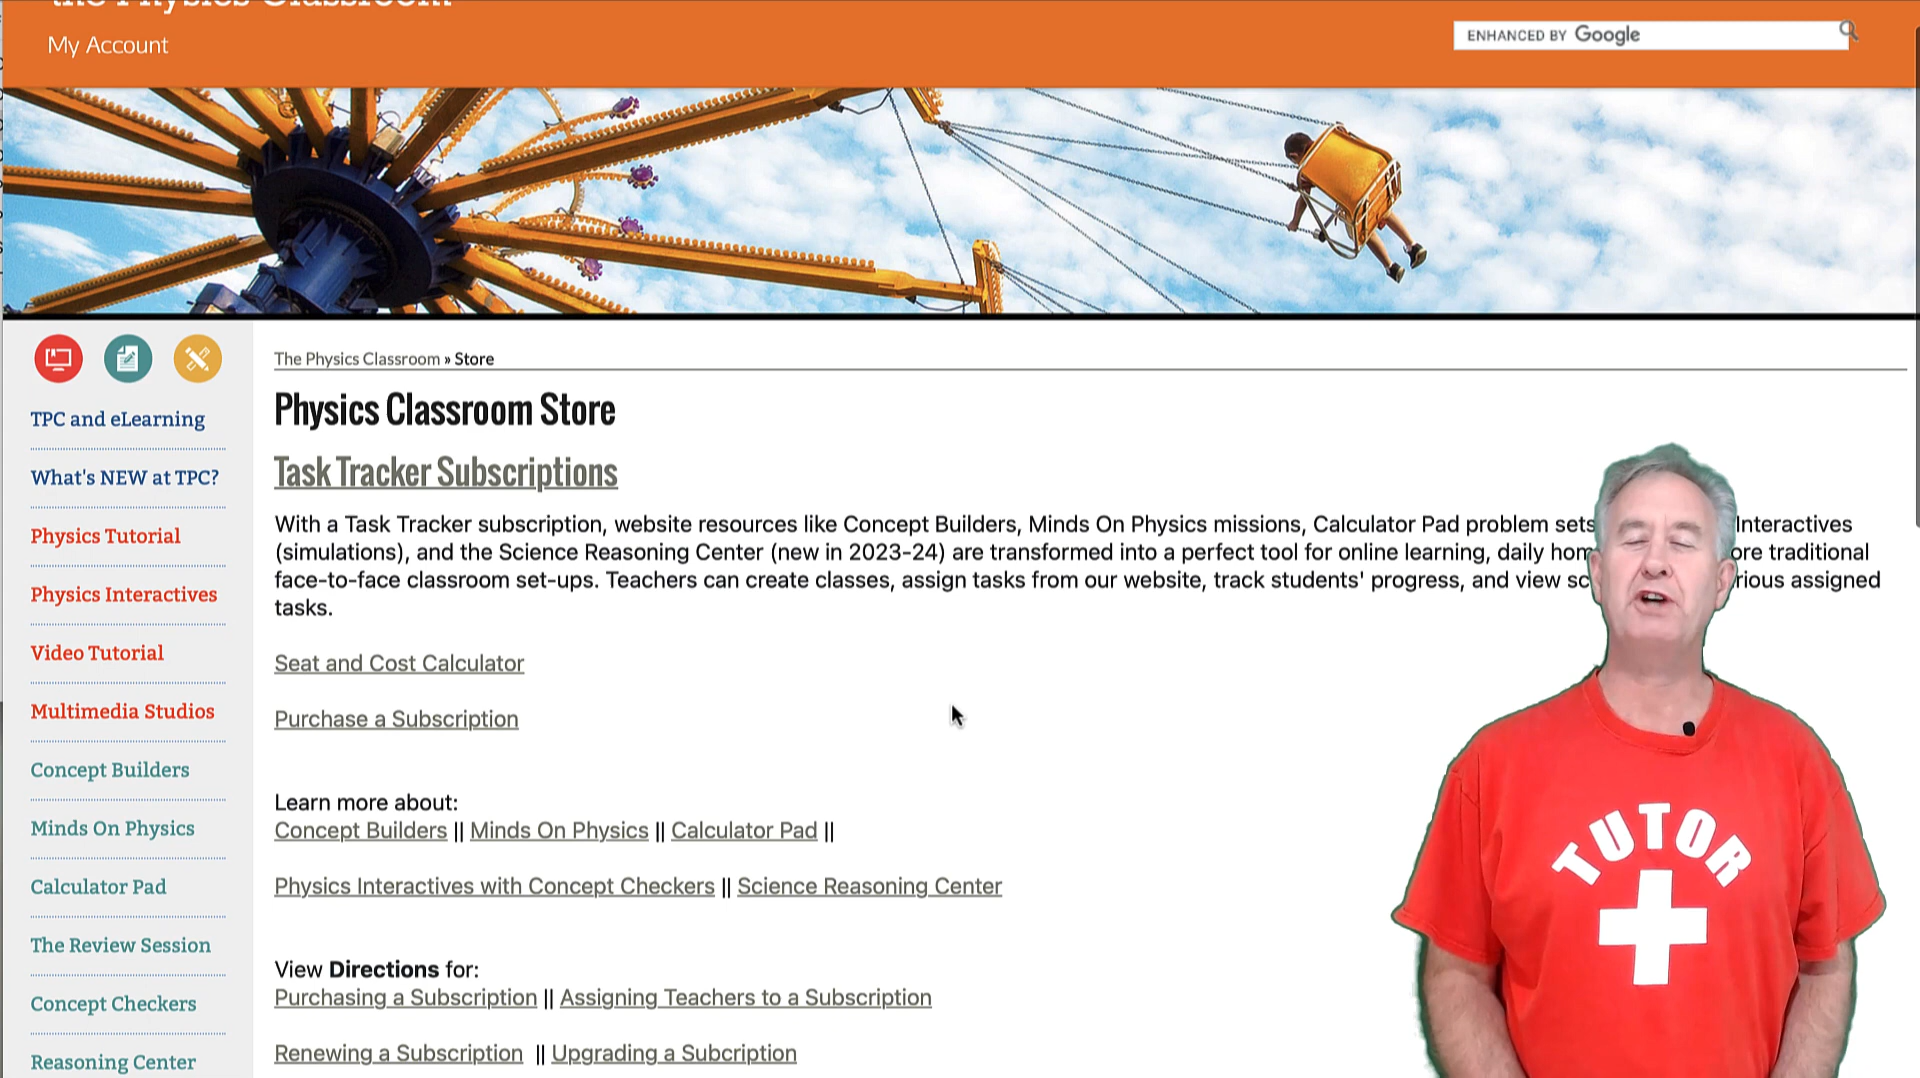 the Physics Classroom
My Account
ENHANCED BY Google
The Physics Classroom » Store
Physics Classroom Store
Task Tracker Subscriptions
With a Task Tracker subscription, website resources like Concept Builders, Minds On Physics missions, Calculator Pad problem sets Interactives
(simulations), and the Science Reasoning Center (new in 2023-24) are transformed into a perfect tool for online learning, daily hom ore traditional
face-to-face classroom set-ups. Teachers can create classes, assign tasks from our website, track students' progress, and view sc rious assigned
tasks.
Seat and Cost Calculator
Purchase a Subscription
Learn more about:
Concept Builders || Minds On Physics || Calculator Pad ||
Physics Interactives with Concept Checkers || Science Reasoning Center
View Directions for:
Purchasing a Subscription || Assigning Teachers to a Subscription
Renewing a Subscription || Upgrading a Subcription
TPC and eLearning
What's NEW at TPC?
Physics Tutorial
Physics Interactives
Video Tutorial
Multimedia Studios
Concept Builders
Minds On Physics
Calculator Pad
The Review Session
Concept Checkers
Reasoning Center
TUTOR